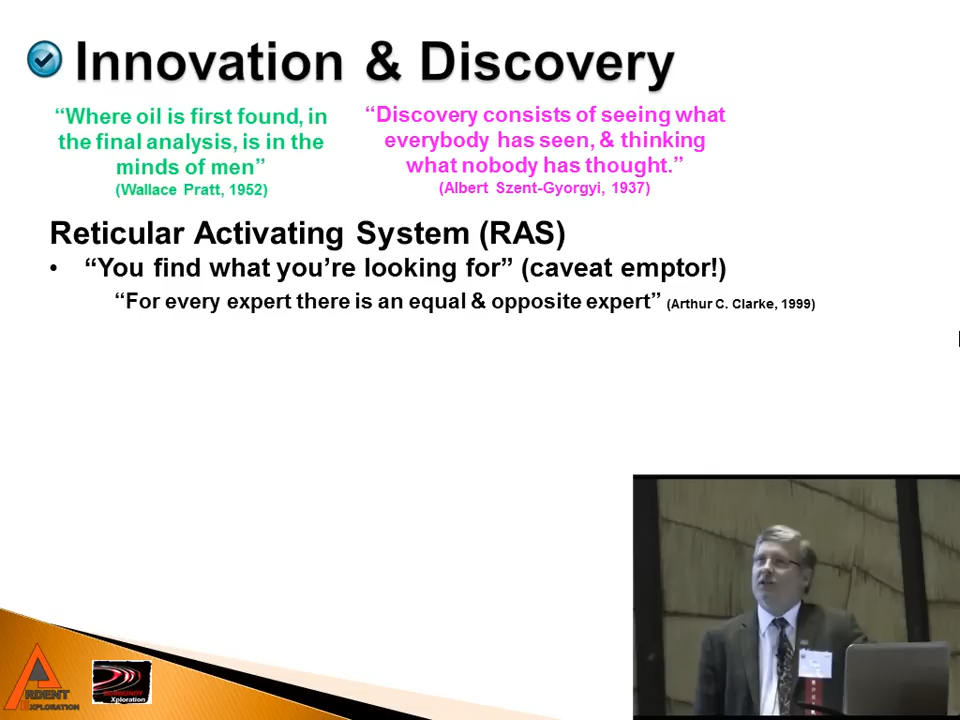 Innovation & Discovery
“Where oil is first found, in
the final analysis, is in the
minds of men”
(Wallace Pratt, 1952)
“Discovery consists of seeing what
everybody has seen, & thinking
what nobody has thought.”
(Albert Szent-Gyorgyi, 1937)
Reticular Activating System (RAS)
• “You find what you’re looking for” (caveat emptor!)
“For every expert there is an equal & opposite expert” (Arthur C. Clarke, 1999)
ARDENT
EXPLORATION
Xploration